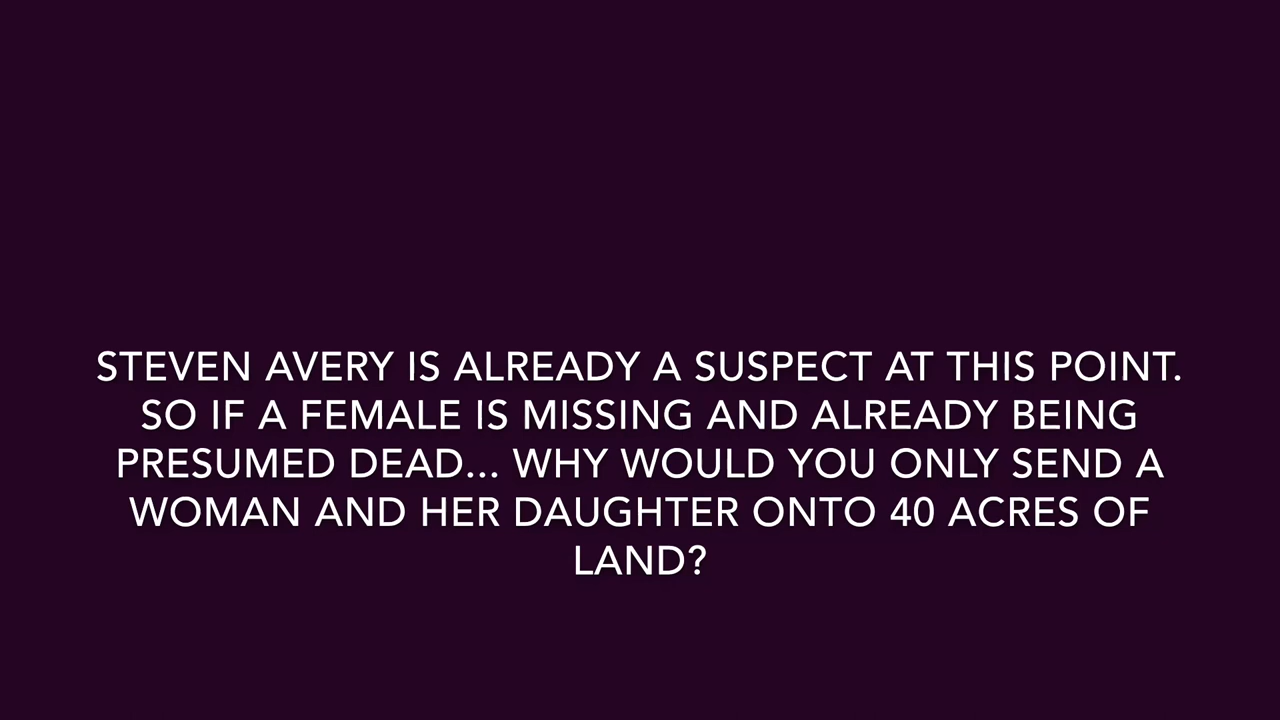 STEVEN AVERY IS ALREADY A SUSPECT AT THIS POINT.
SO IF A FEMALE IS MISSING AND ALREADY BEING
PRESUMED DEAD... WHY WOULD YOU ONLY SEND A
WOMAN AND HER DAUGHTER ONTO 40 ACRES OF
LAND?